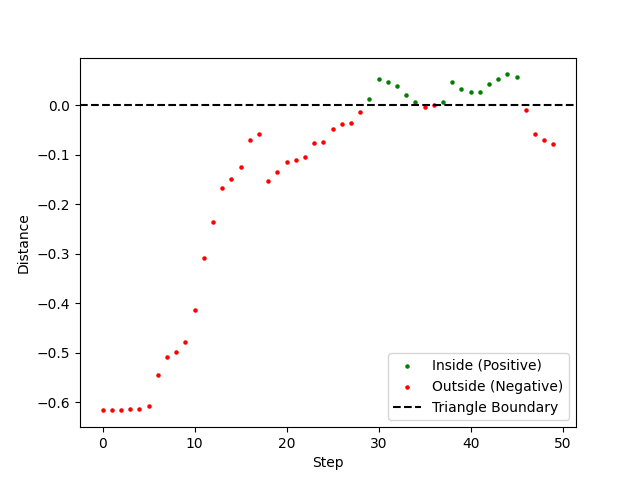 0.0
−0.1
−0.2
−0.3
−0.4
−0.5
−0.6
Distance
0 10 20 30 40 50
Step
Inside (Positive)
Outside (Negative)
Triangle Boundary